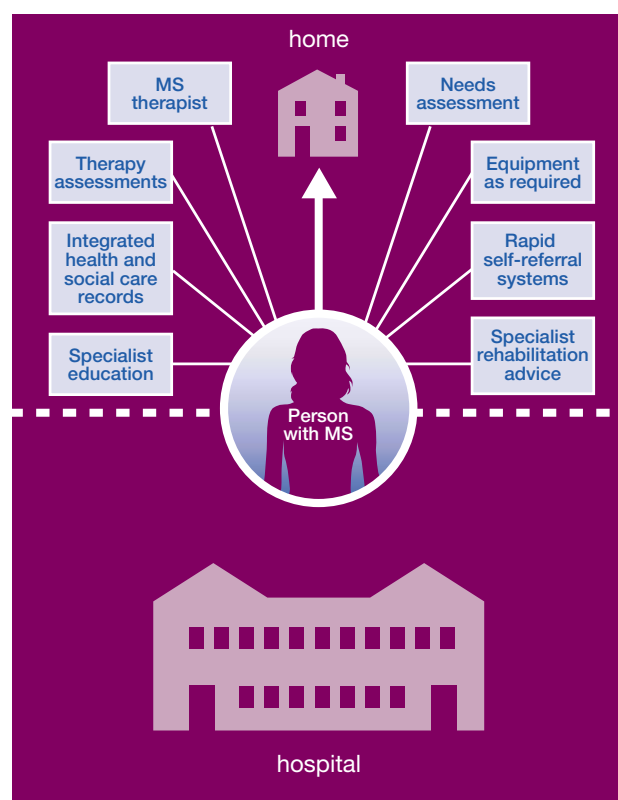 home
MS
therapist
Needs
assessment
Therapy
assessments
Equipment
as required
Integrated
health and
social care
records
Rapid
self-referral
systems
Specialist
education
Specialist
rehabilitation
advice
Person
with MS
hospital